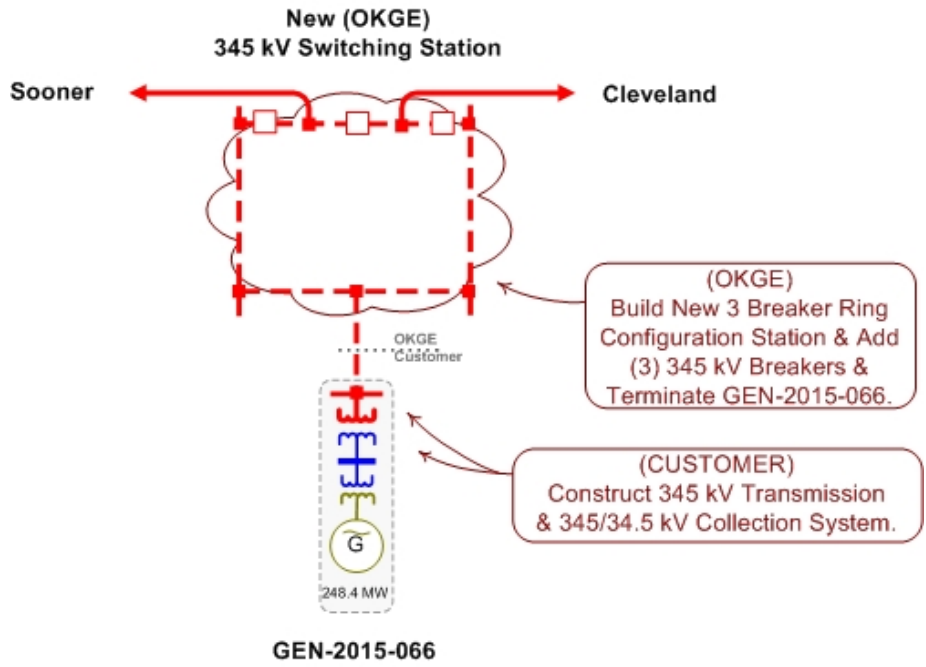 New (OKGE)
345 kV Switching Station
Sooner
Cleveland
(OKGE)
Build New 3 Breaker Ring
Configuration Station & Add
(3) 345 kV Breakers &
Terminate GEN-2015-066.
OKGE
Customer
(CUSTOMER)
Construct 345 kV Transmission
& 345/34.5 kV Collection System.
G
248.4 MW
GEN-2015-066